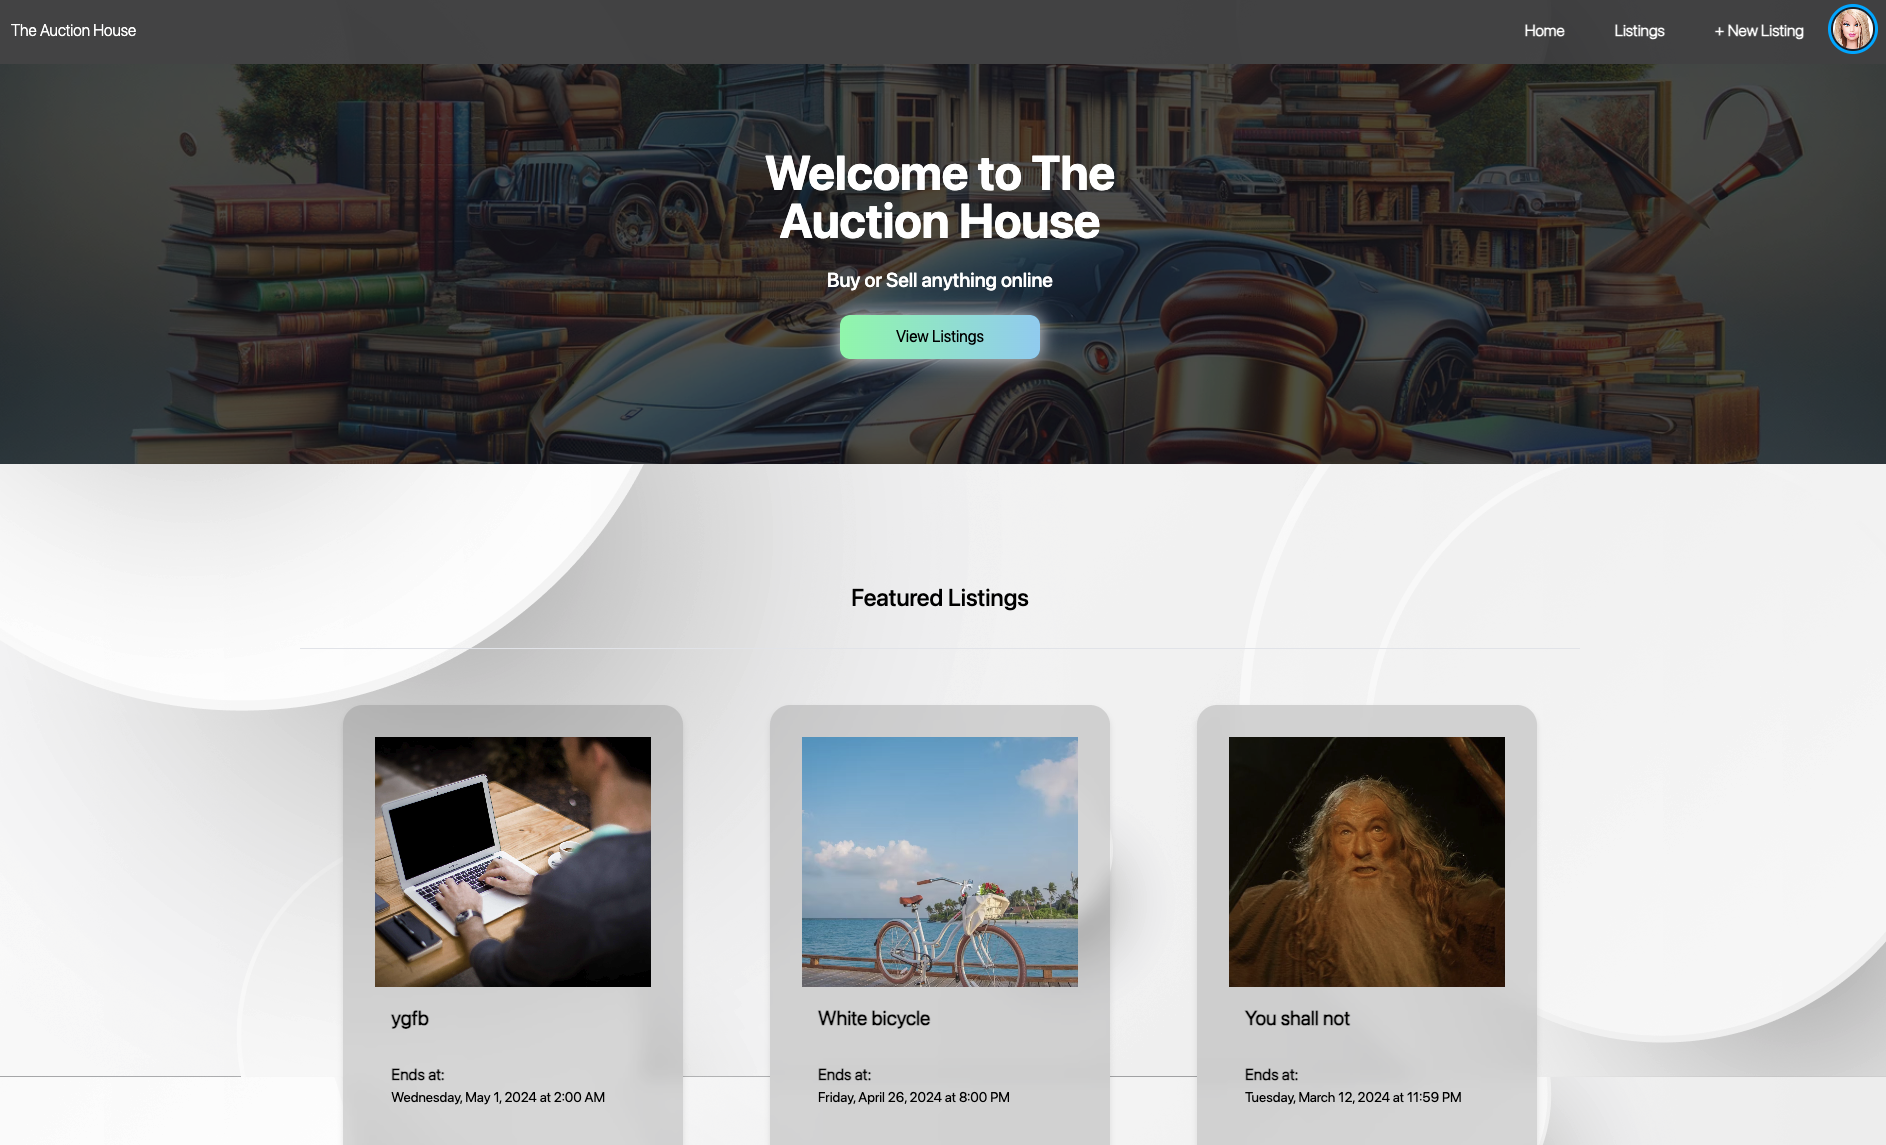 The Auction House
Home
Listings
+ New Listing
Welcome to The
Auction House
Buy or Sell anything online
View Listings
Featured Listings
ygfb
Ends at:
Wednesday, May 1, 2024 at 2:00 AM
White bicycle
Ends at:
Friday, April 26, 2024 at 8:00 PM
You shall not
Ends at:
Tuesday, March 12, 2024 at 11:59 PM